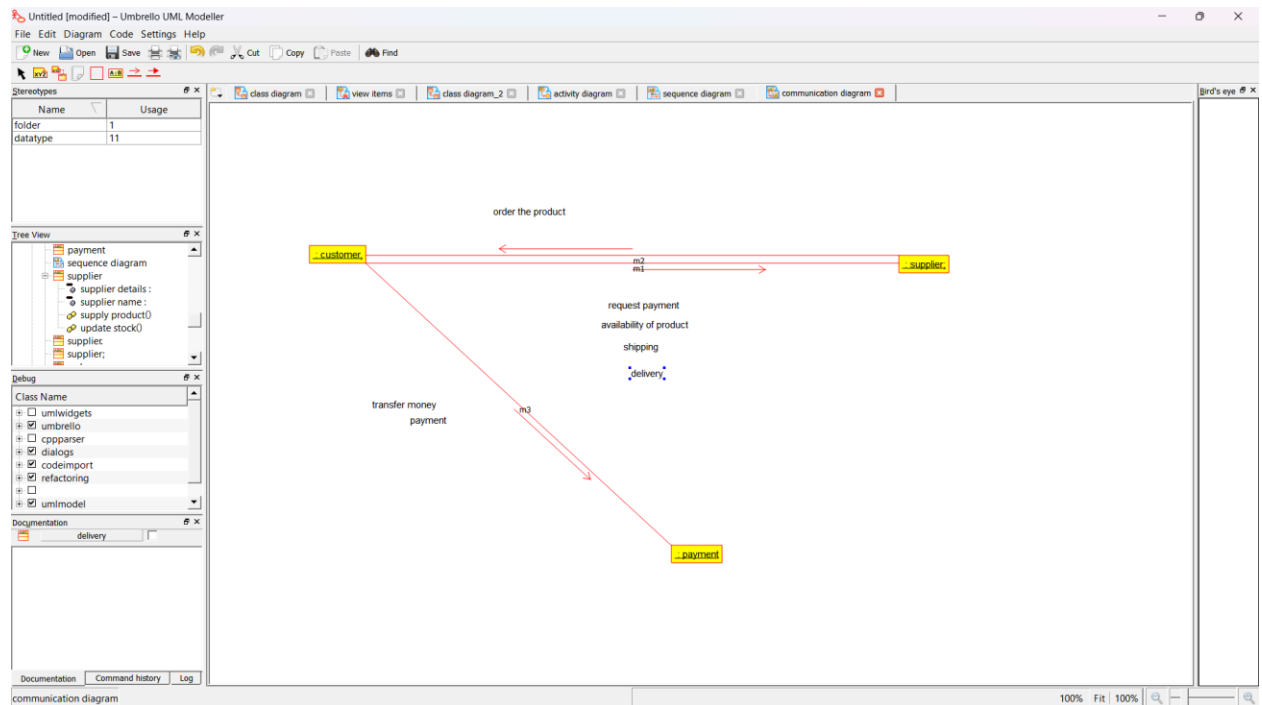 Untitled [modified] – Umbrello UML Modeller
File Edit Diagram Code Settings Help
New Open Save Cut Copy Paste Find
Stereotypes
class diagram view items class diagram_2 activity diagram sequence diagram communication diagram
Bird's eye
Name Usage
folder 1
datatype 11
order the product
Tree View
payment
sequence diagram
supplier
supplier details :
supplier name :
supply product()
update stock()
supplier:
supplier;
: customer,
m2
m1
: supplier;
request payment
availability of product
shipping
delivery
Debug
Class Name
umlwidgets
umbrello
cppparser
dialogs
codeimport
refactoring
umlmodel
transfer money
payment
m3
Documentation
delivery
: payment
Documentation Command history Log
communication diagram
100% Fit 100%